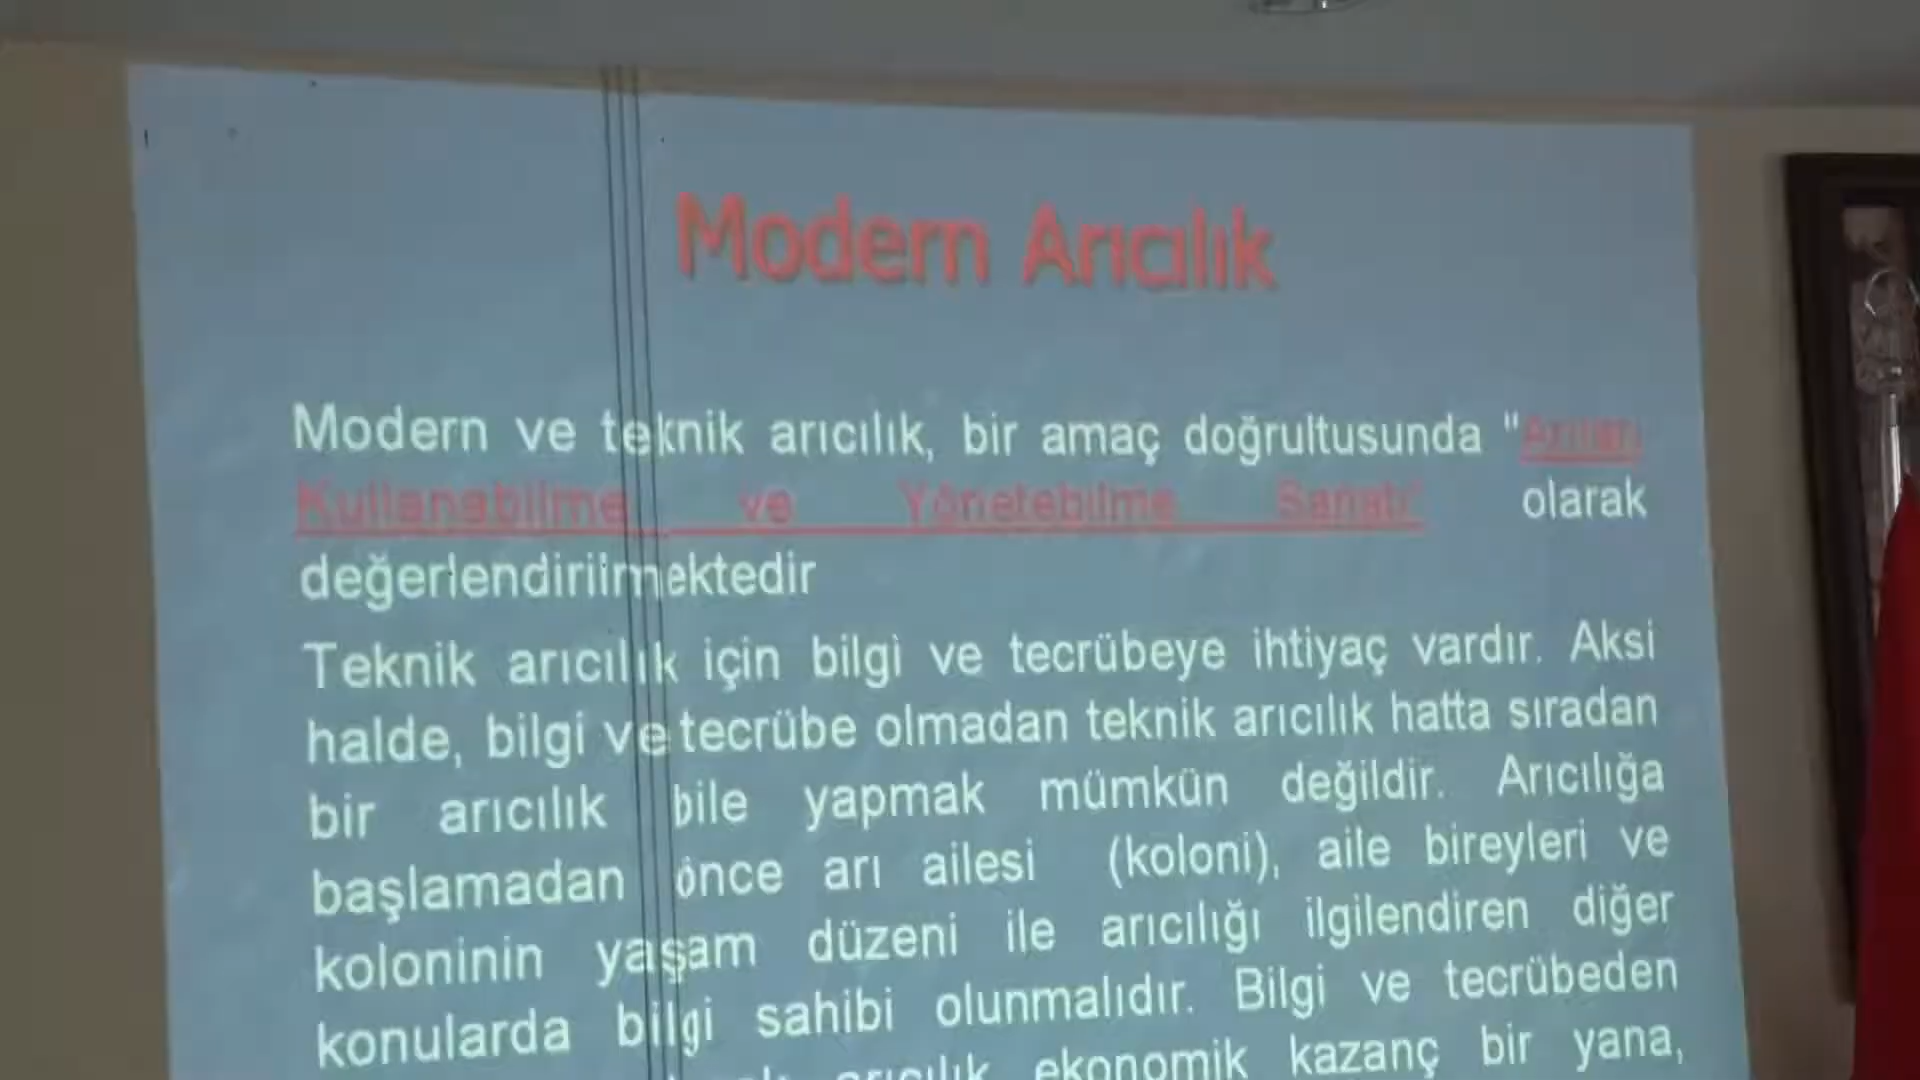 Modern Arıcılık
Modern ve teknik arıcılık, bir amaç doğrultusunda "Arıları
Kullanabilme ve Yönetebilme Sanatı" olarak
değerlendirilmektedir
Teknik arıcılık için bilgi ve tecrübeye ihtiyaç vardır. Aksi
halde, bilgi ve tecrübe olmadan teknik arıcılık hatta sıradan
bir arıcılık bile yapmak mümkün değildir. Arıcılığa
başlamadan önce arı ailesi (koloni), aile bireyleri ve
koloninin yaşam düzeni ile arıcılığı ilgilendiren diğer
konularda bilgi sahibi olunmalıdır. Bilgi ve tecrübeden
arıcılık ekonomik kazanç bir yana,